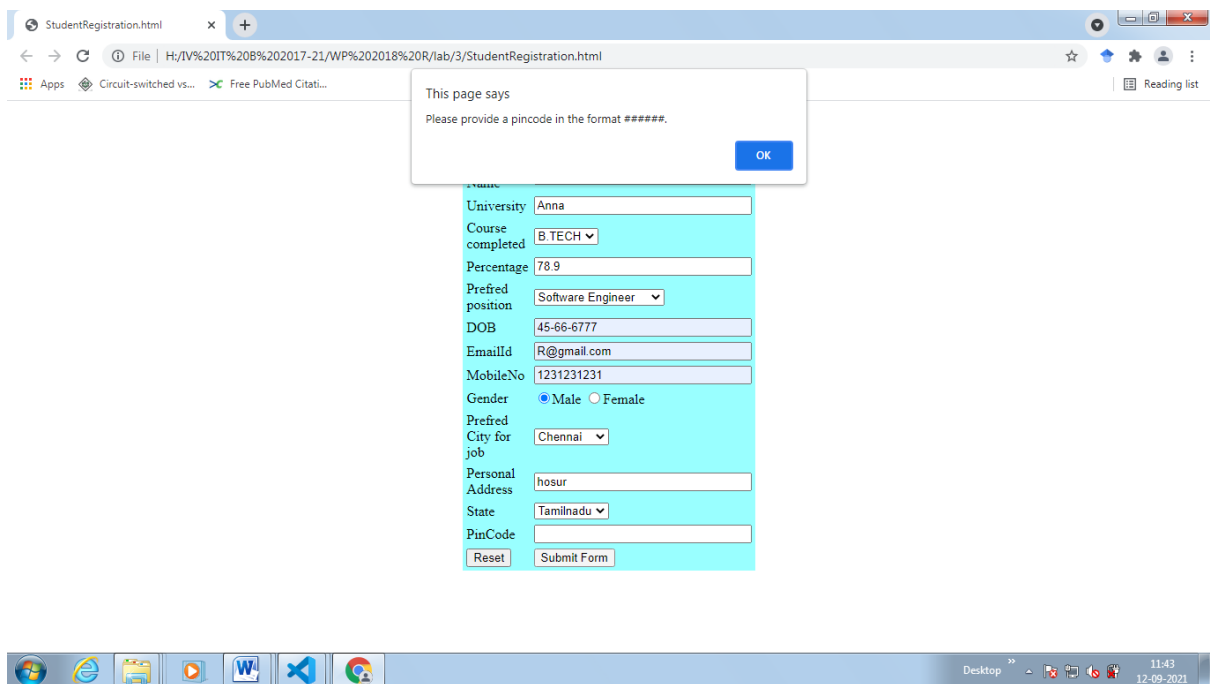 StudentRegistration.html
File | H:/IV%20IT%20B%202017-21/WP%202018%20R/lab/3/StudentRegistration.html
Apps Circuit-switched vs... Free PubMed Citati... Reading list
This page says
Please provide a pincode in the format ######.
OK
Name
University Anna
Course
completed B.TECH
Percentage 78.9
Prefred
position Software Engineer
DOB 45-66-6777
EmailId R@gmail.com
MobileNo 1231231231
Gender Male Female
Prefred
City for Chennai
job
Personal
Address hosur
State Tamilnadu
PinCode
Reset Submit Form
Desktop 11:43
12-09-2021